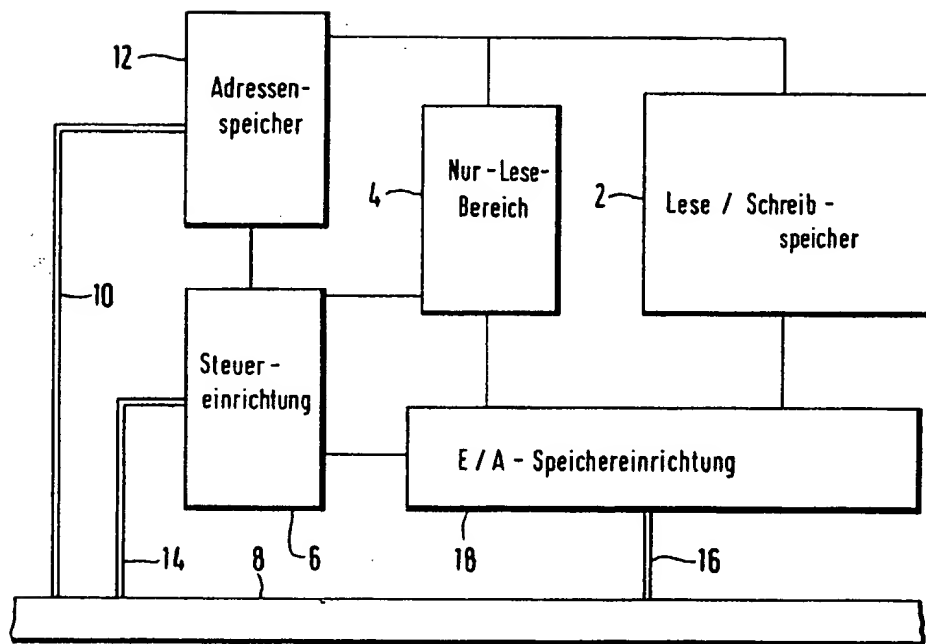 12
Adressen-
speicher
4
Nur-Lese-
Bereich
2
Lese / Schreib-
speicher
10
Steuer-
einrichtung
E/A-Speichereinrichtung
14
8
6
18
16